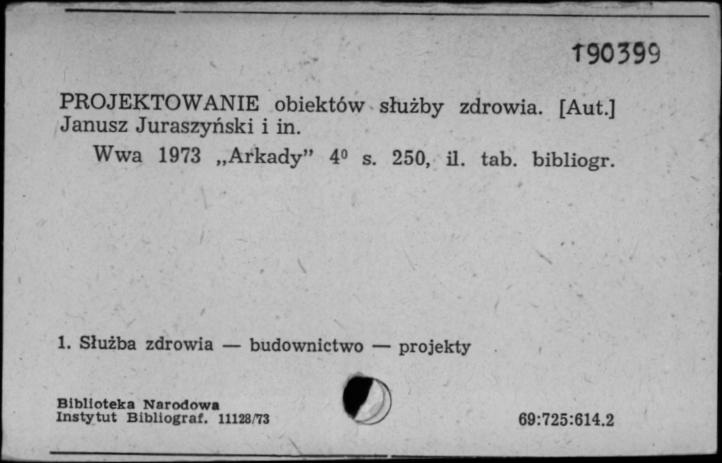 190399
PROJEKTOWANIE obiektów służby zdrowia. [Aut.]
Janusz Juraszyński i in.
Wwa 1973 „Arkady” 4⁰ s. 250, il. tab. bibliogr.
1. Służba zdrowia — budownictwo — projekty
Biblioteka Narodowa
Instytut Bibliograf. 11128/73
69:725:614.2